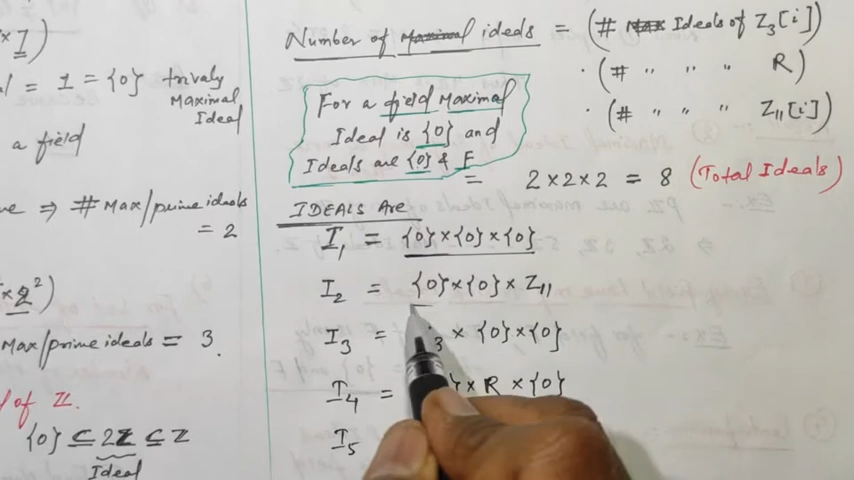 × I)
= 1 = {0} trivaly
Maximal
Ideal
a field
⇒ # Max/prime ideals
= 2
× 2²)
Max/prime ideals = 3.
of Z.
{0} ⊆ 2Z ⊆ Z
Ideal
Number of ideals = (# Ideals of Z₃[i])
· (# " " " R)
· (# " " " Z₁₁[i])
For a field Maximal
Ideal is {0} and
Ideals are {0} & F
= 2×2×2 = 8 (Total Ideals)
IDEALS Are
I₁ = {0}×{0}×{0}
I₂ = {0}×{0}× Z₁₁
I₃ = ₃ × {0}×{0}
I₄ = } × R × {0}
I₅